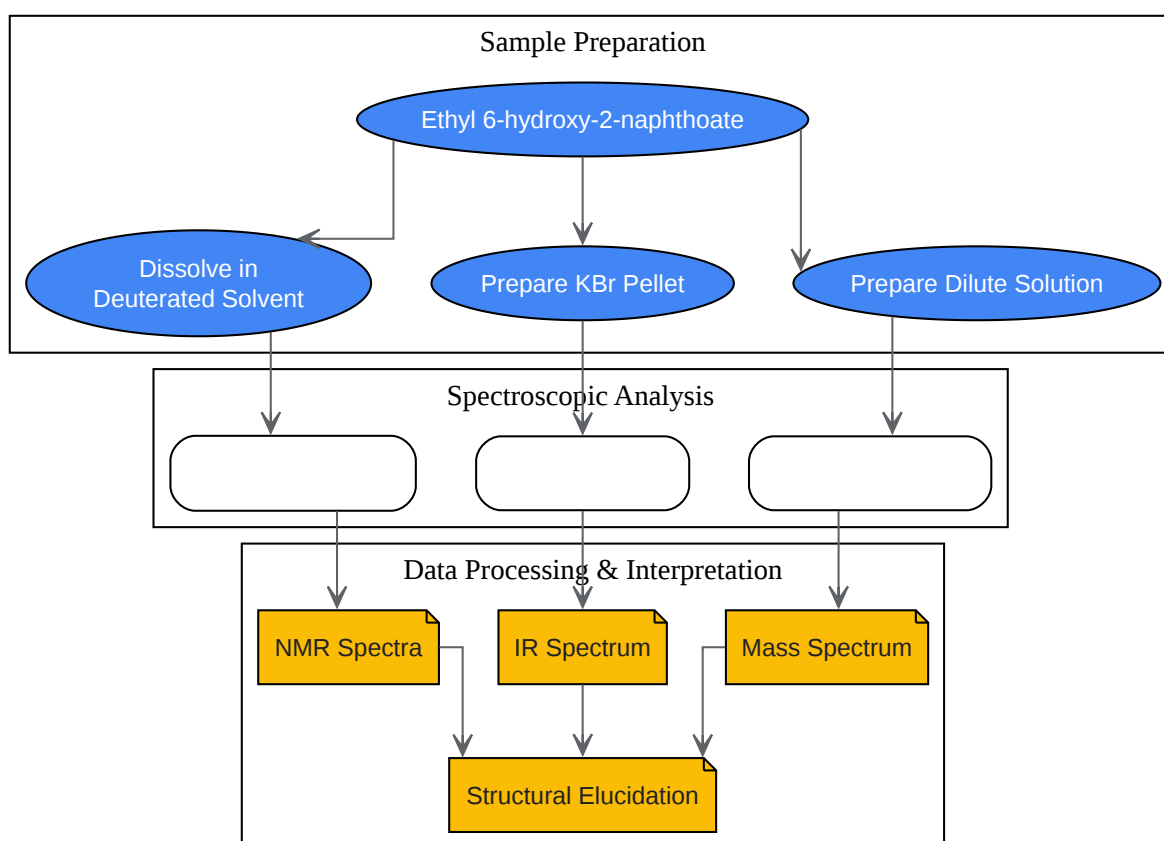 Sample Preparation
Ethyl 6-hydroxy-2-naphthoate
Dissolve in
Deuterated Solvent
Prepare KBr Pellet
Prepare Dilute Solution
Spectroscopic Analysis
Data Processing & Interpretation
NMR Spectra
IR Spectrum
Mass Spectrum
Structural Elucidation